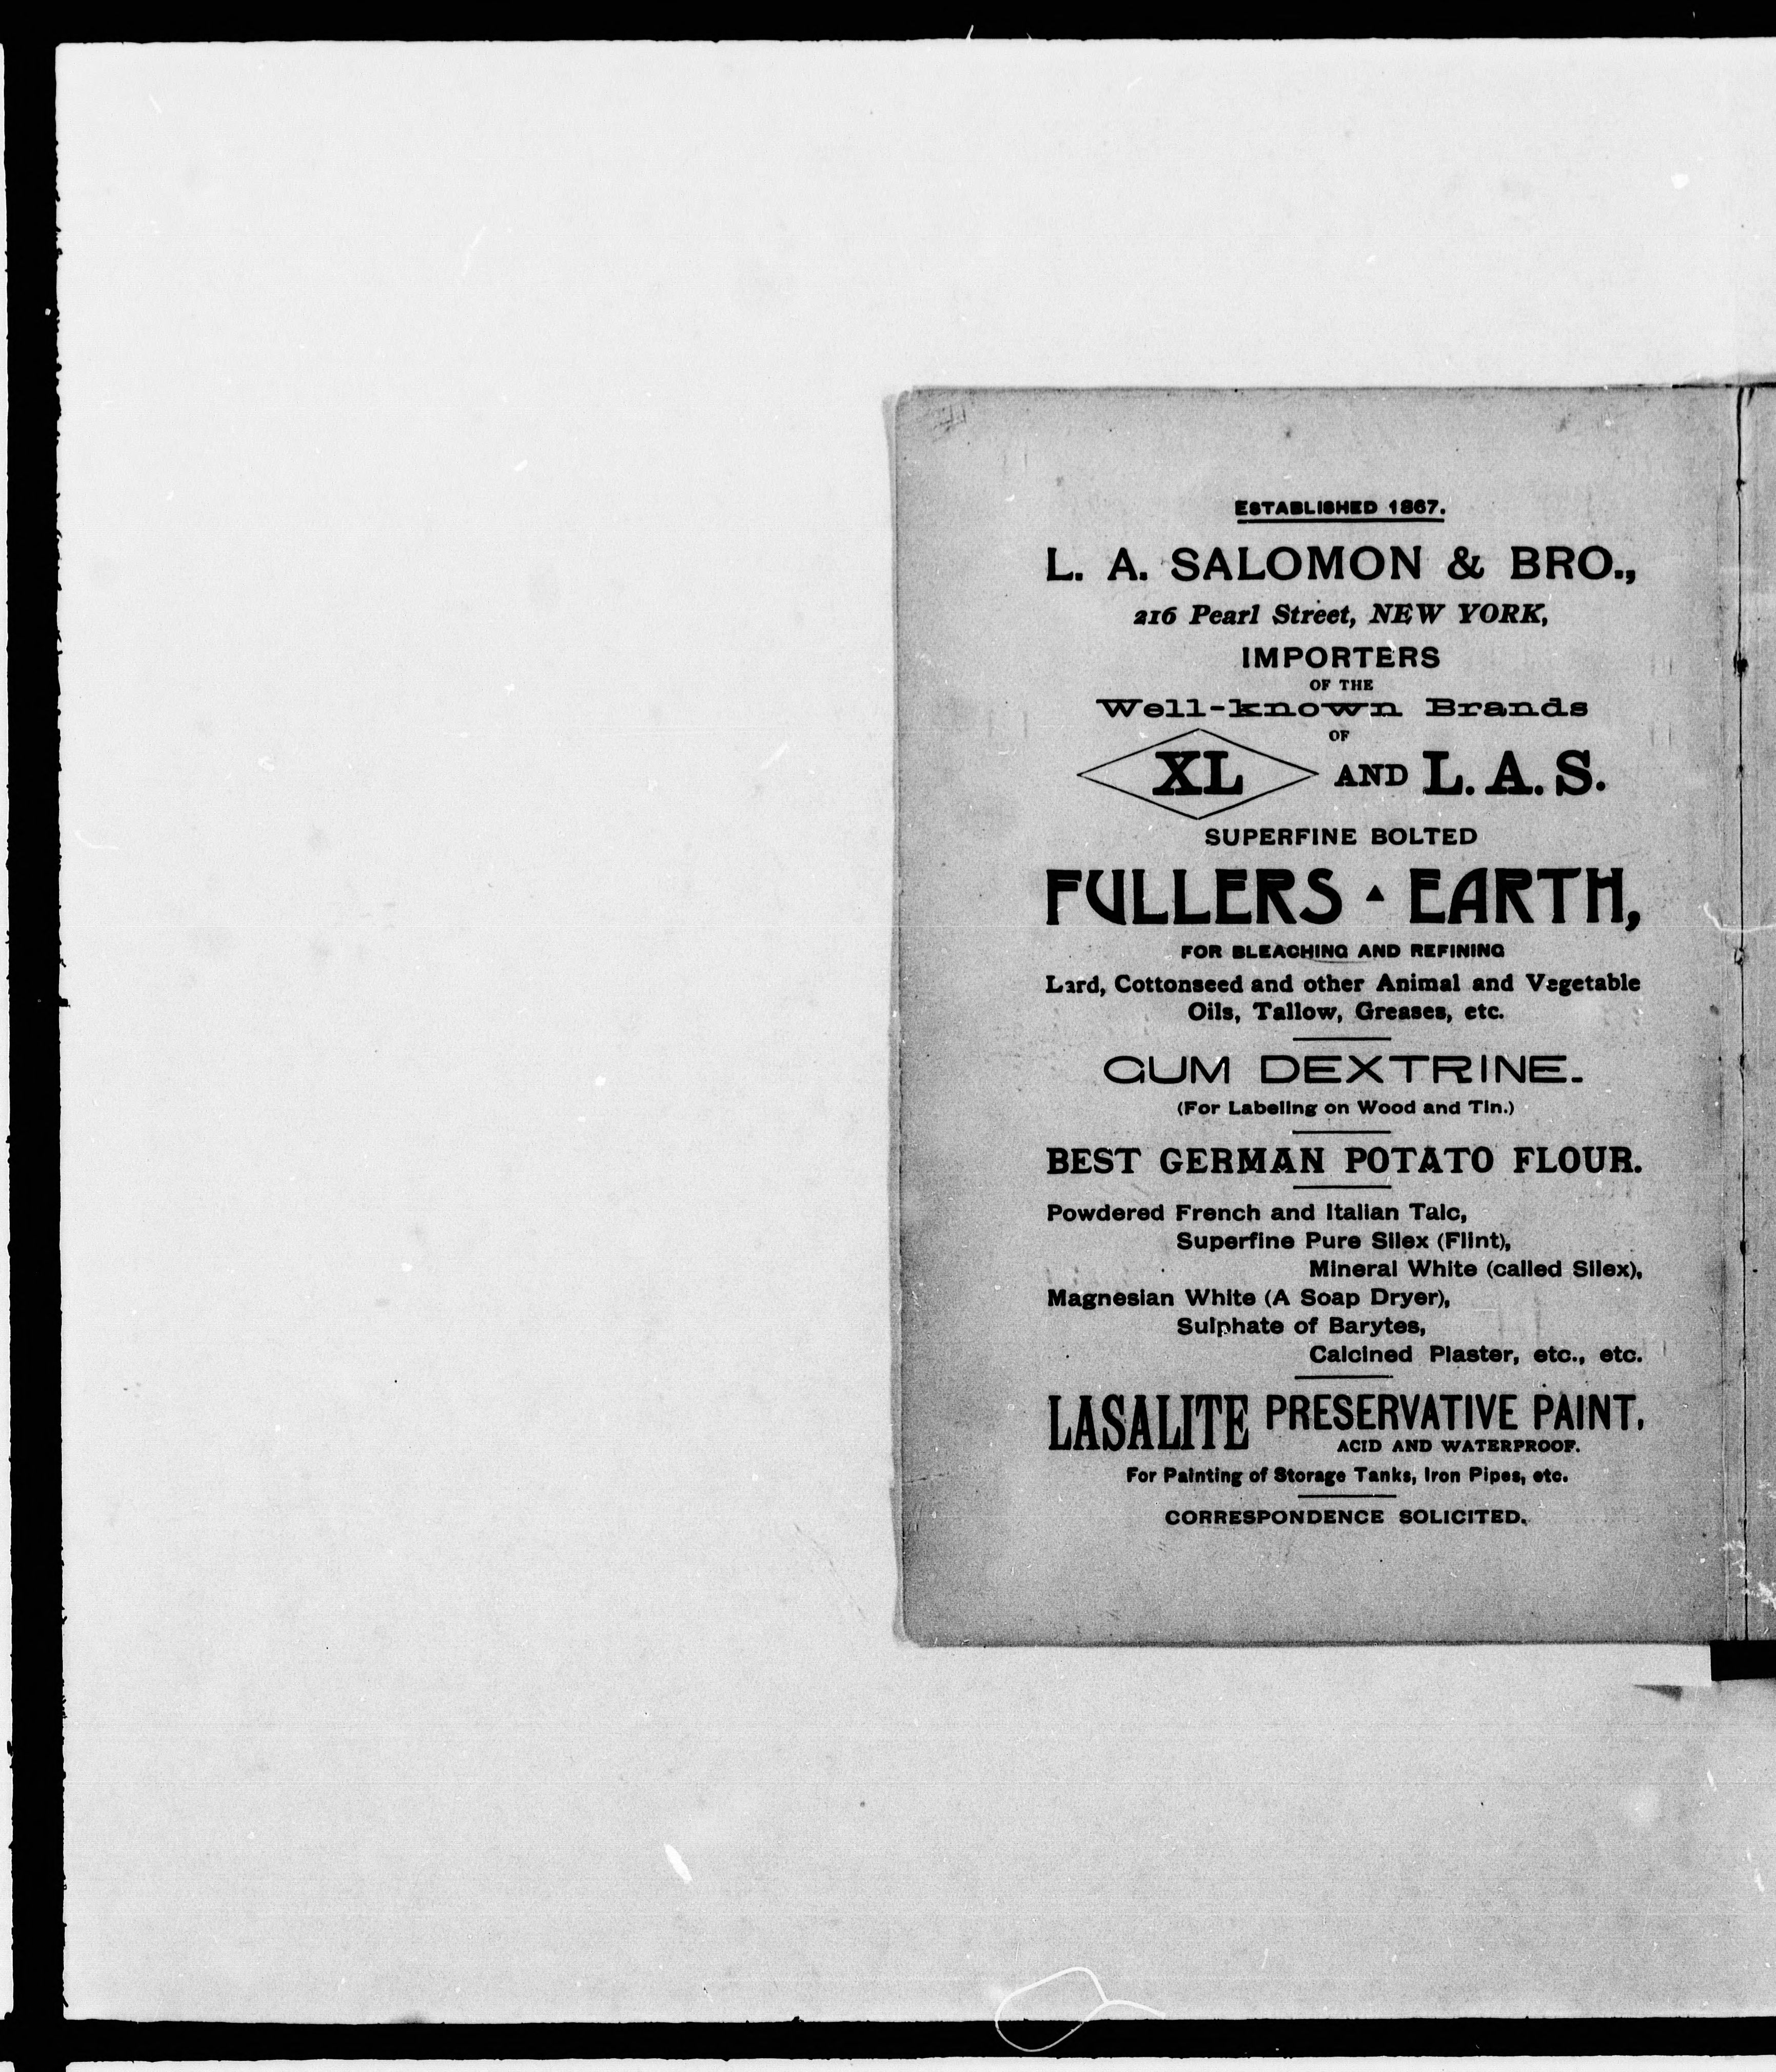 ESTABLISHED 1867.
L. A. SALOMON & BRO.,
216 Pearl Street, NEW YORK,
IMPORTERS
OF THE
Well-known Brands
OF
XL AND L. A. S.
SUPERFINE BOLTED
FULLERS ▲ EARTH,
FOR BLEACHING AND REFINING
Lard, Cottonseed and other Animal and Vegetable
Oils, Tallow, Greases, etc.
GUM DEXTRINE.
(For Labeling on Wood and Tin.)
BEST GERMAN POTATO FLOUR.
Powdered French and Italian Talc,
Superfine Pure Silex (Flint),
Mineral White (called Silex),
Magnesian White (A Soap Dryer),
Sulphate of Barytes,
Calcined Plaster, etc., etc.
LASALITE PRESERVATIVE PAINT,
ACID AND WATERPROOF.
For Painting of Storage Tanks, Iron Pipes, etc.
CORRESPONDENCE SOLICITED.